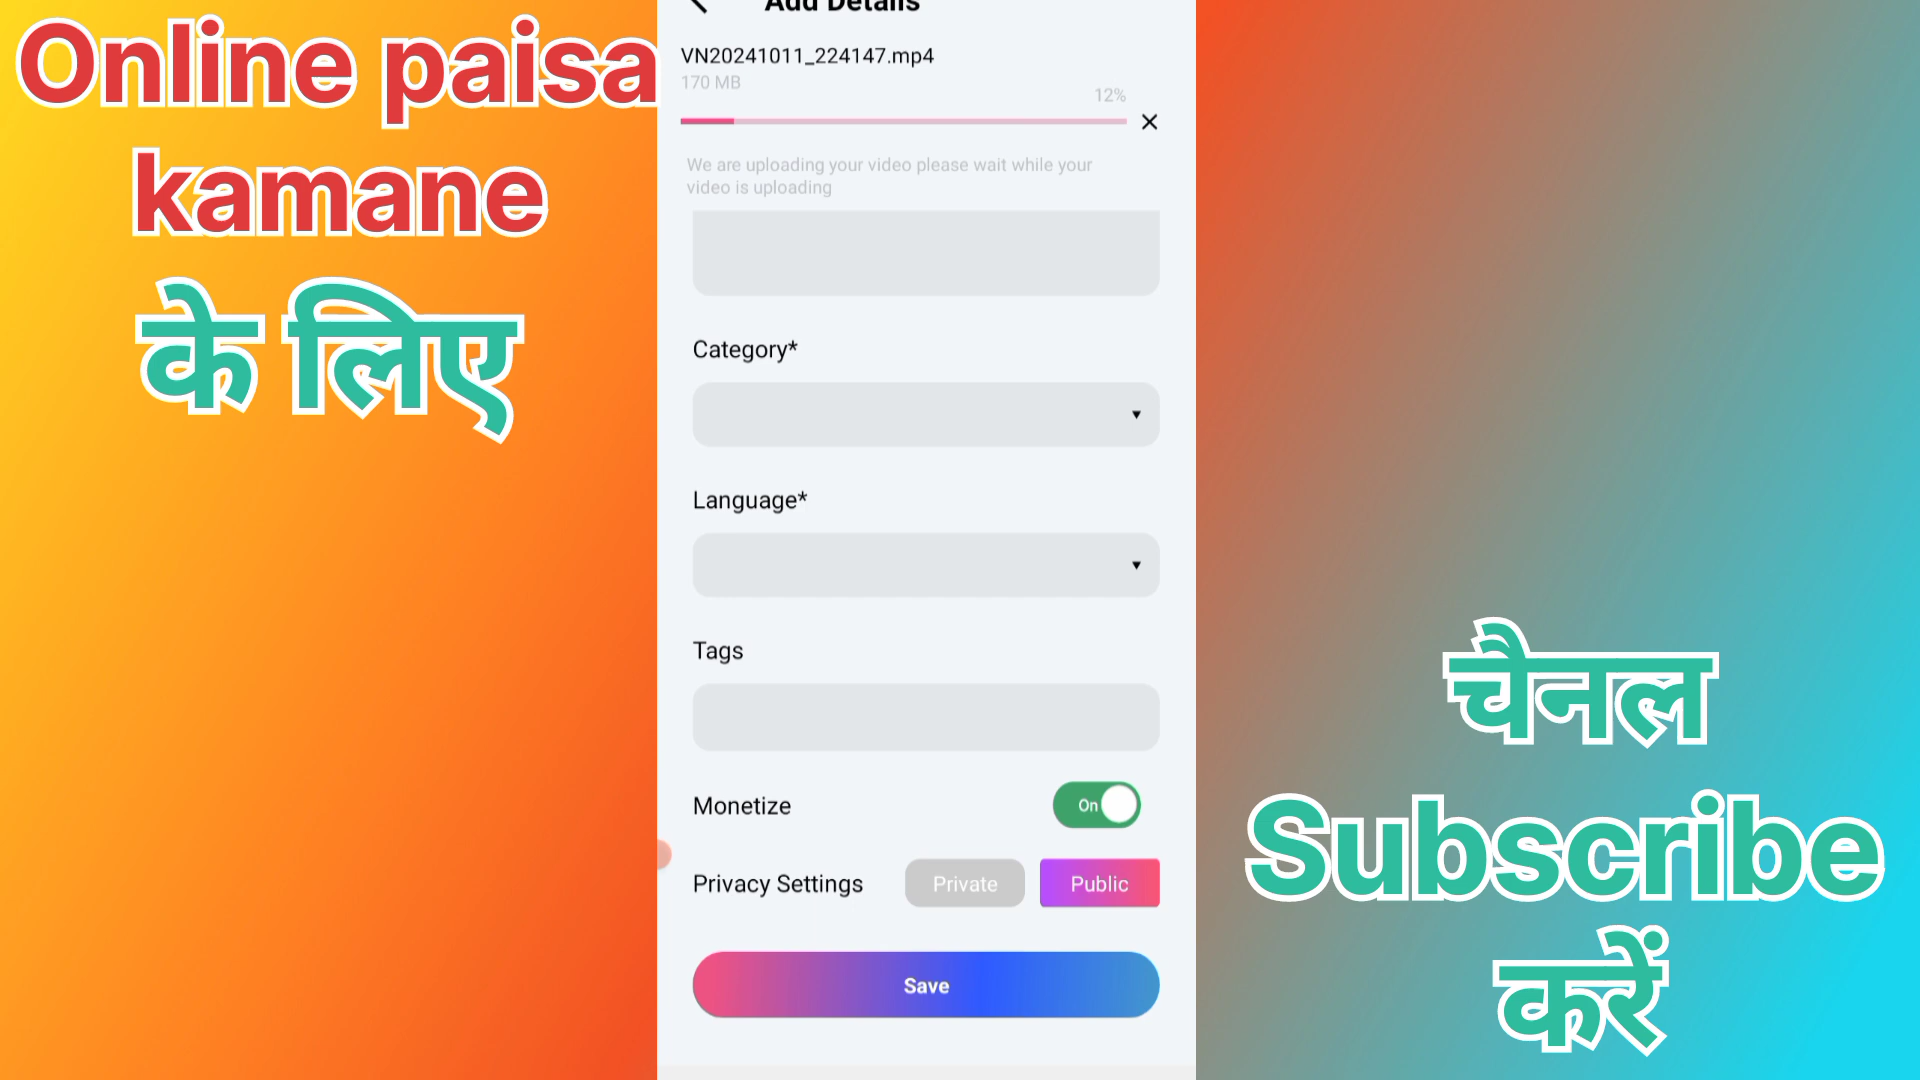 Online paisa
kamane
के लिए
Add Details
VN20241011_224147.mp4
170 MB
12%
We are uploading your video please wait while your
video is uploading
Category*
Language*
Tags
Monetize
On
Privacy Settings
Private
Public
Save
चैनल
Subscribe
करें